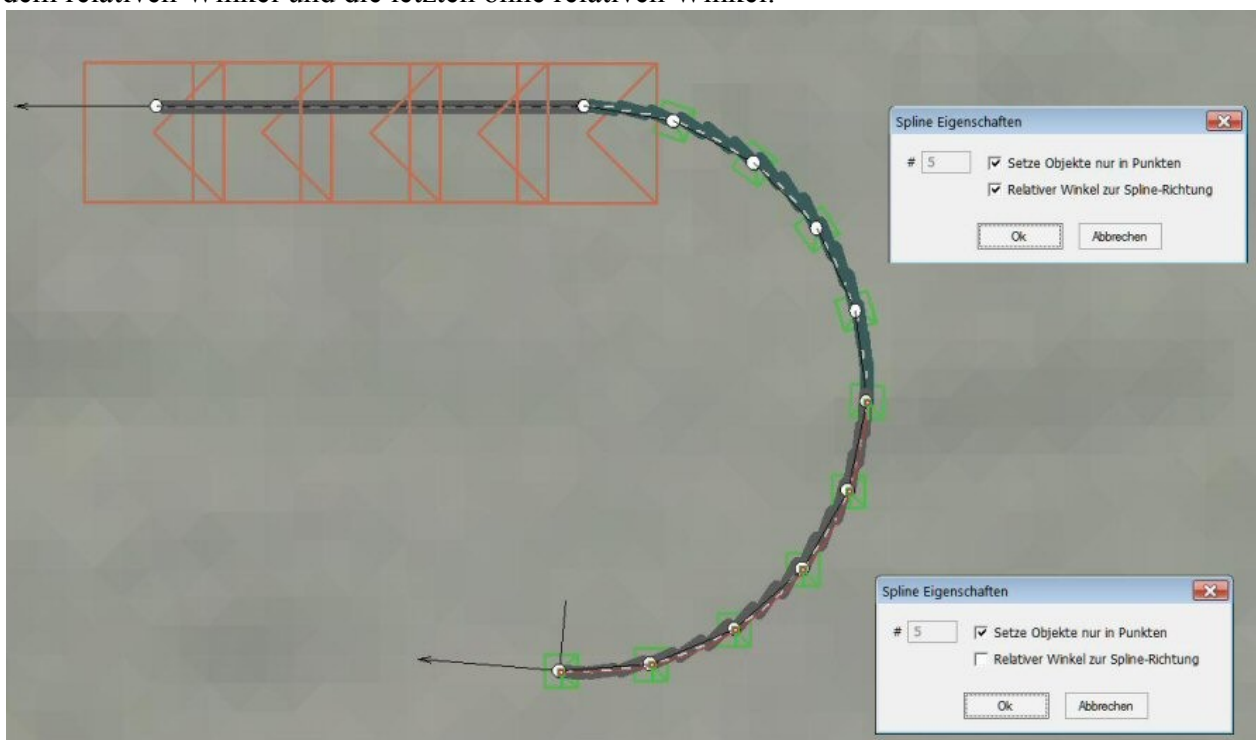 dem relativen Winkel und die letzten ohne relativen Winkel.
Spline Eigenschaften
# 5 Setze Objekte nur in Punkten
Relativer Winkel zur Spline-Richtung
Ok Abbrechen
Spline Eigenschaften
# 5 Setze Objekte nur in Punkten
Relativer Winkel zur Spline-Richtung
Ok Abbrechen